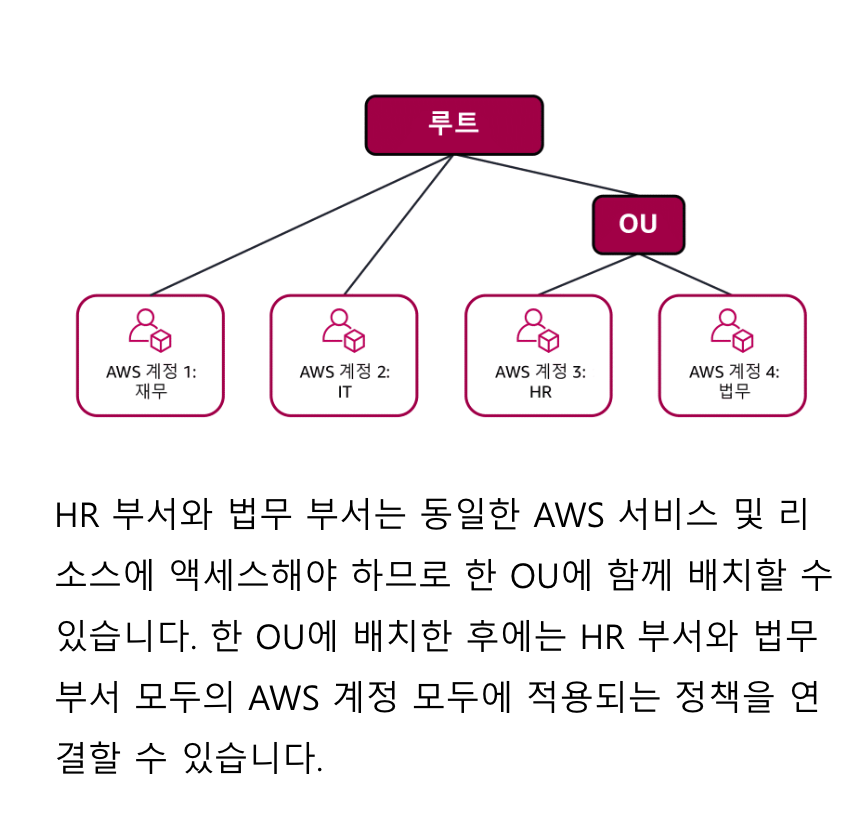 루트
OU
AWS 계정 1:
재무
AWS 계정 2:
IT
AWS 계정 3:
HR
AWS 계정 4:
법무
HR 부서와 법무 부서는 동일한 AWS 서비스 및 리
소스에 액세스해야 하므로 한 OU에 함께 배치할 수
있습니다. 한 OU에 배치한 후에는 HR 부서와 법무
부서 모두의 AWS 계정 모두에 적용되는 정책을 연
결할 수 있습니다.